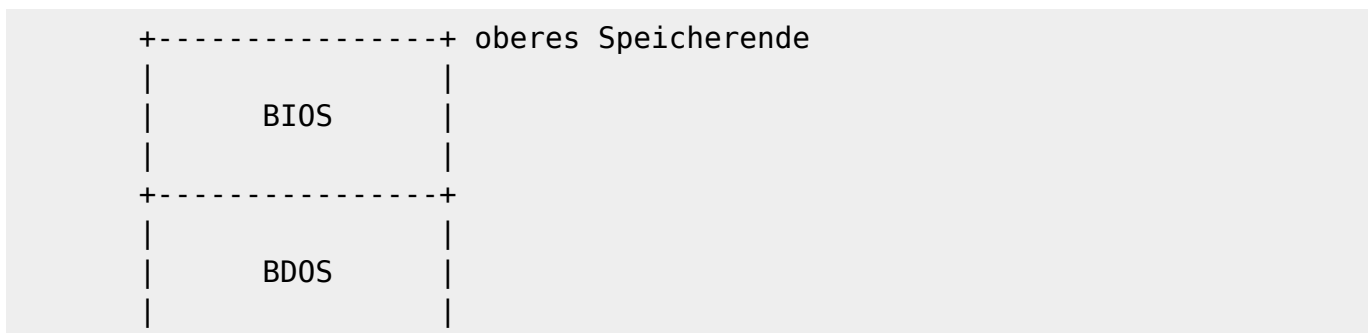 +----------------+ oberes Speicherende
|                |
|      BIOS      |
|                |
+----------------+
|                |
|      BDOS      |
|                |